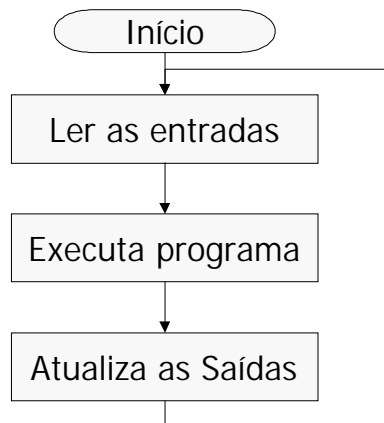 Início
Ler as entradas
Executa programa
Atualiza as Saídas